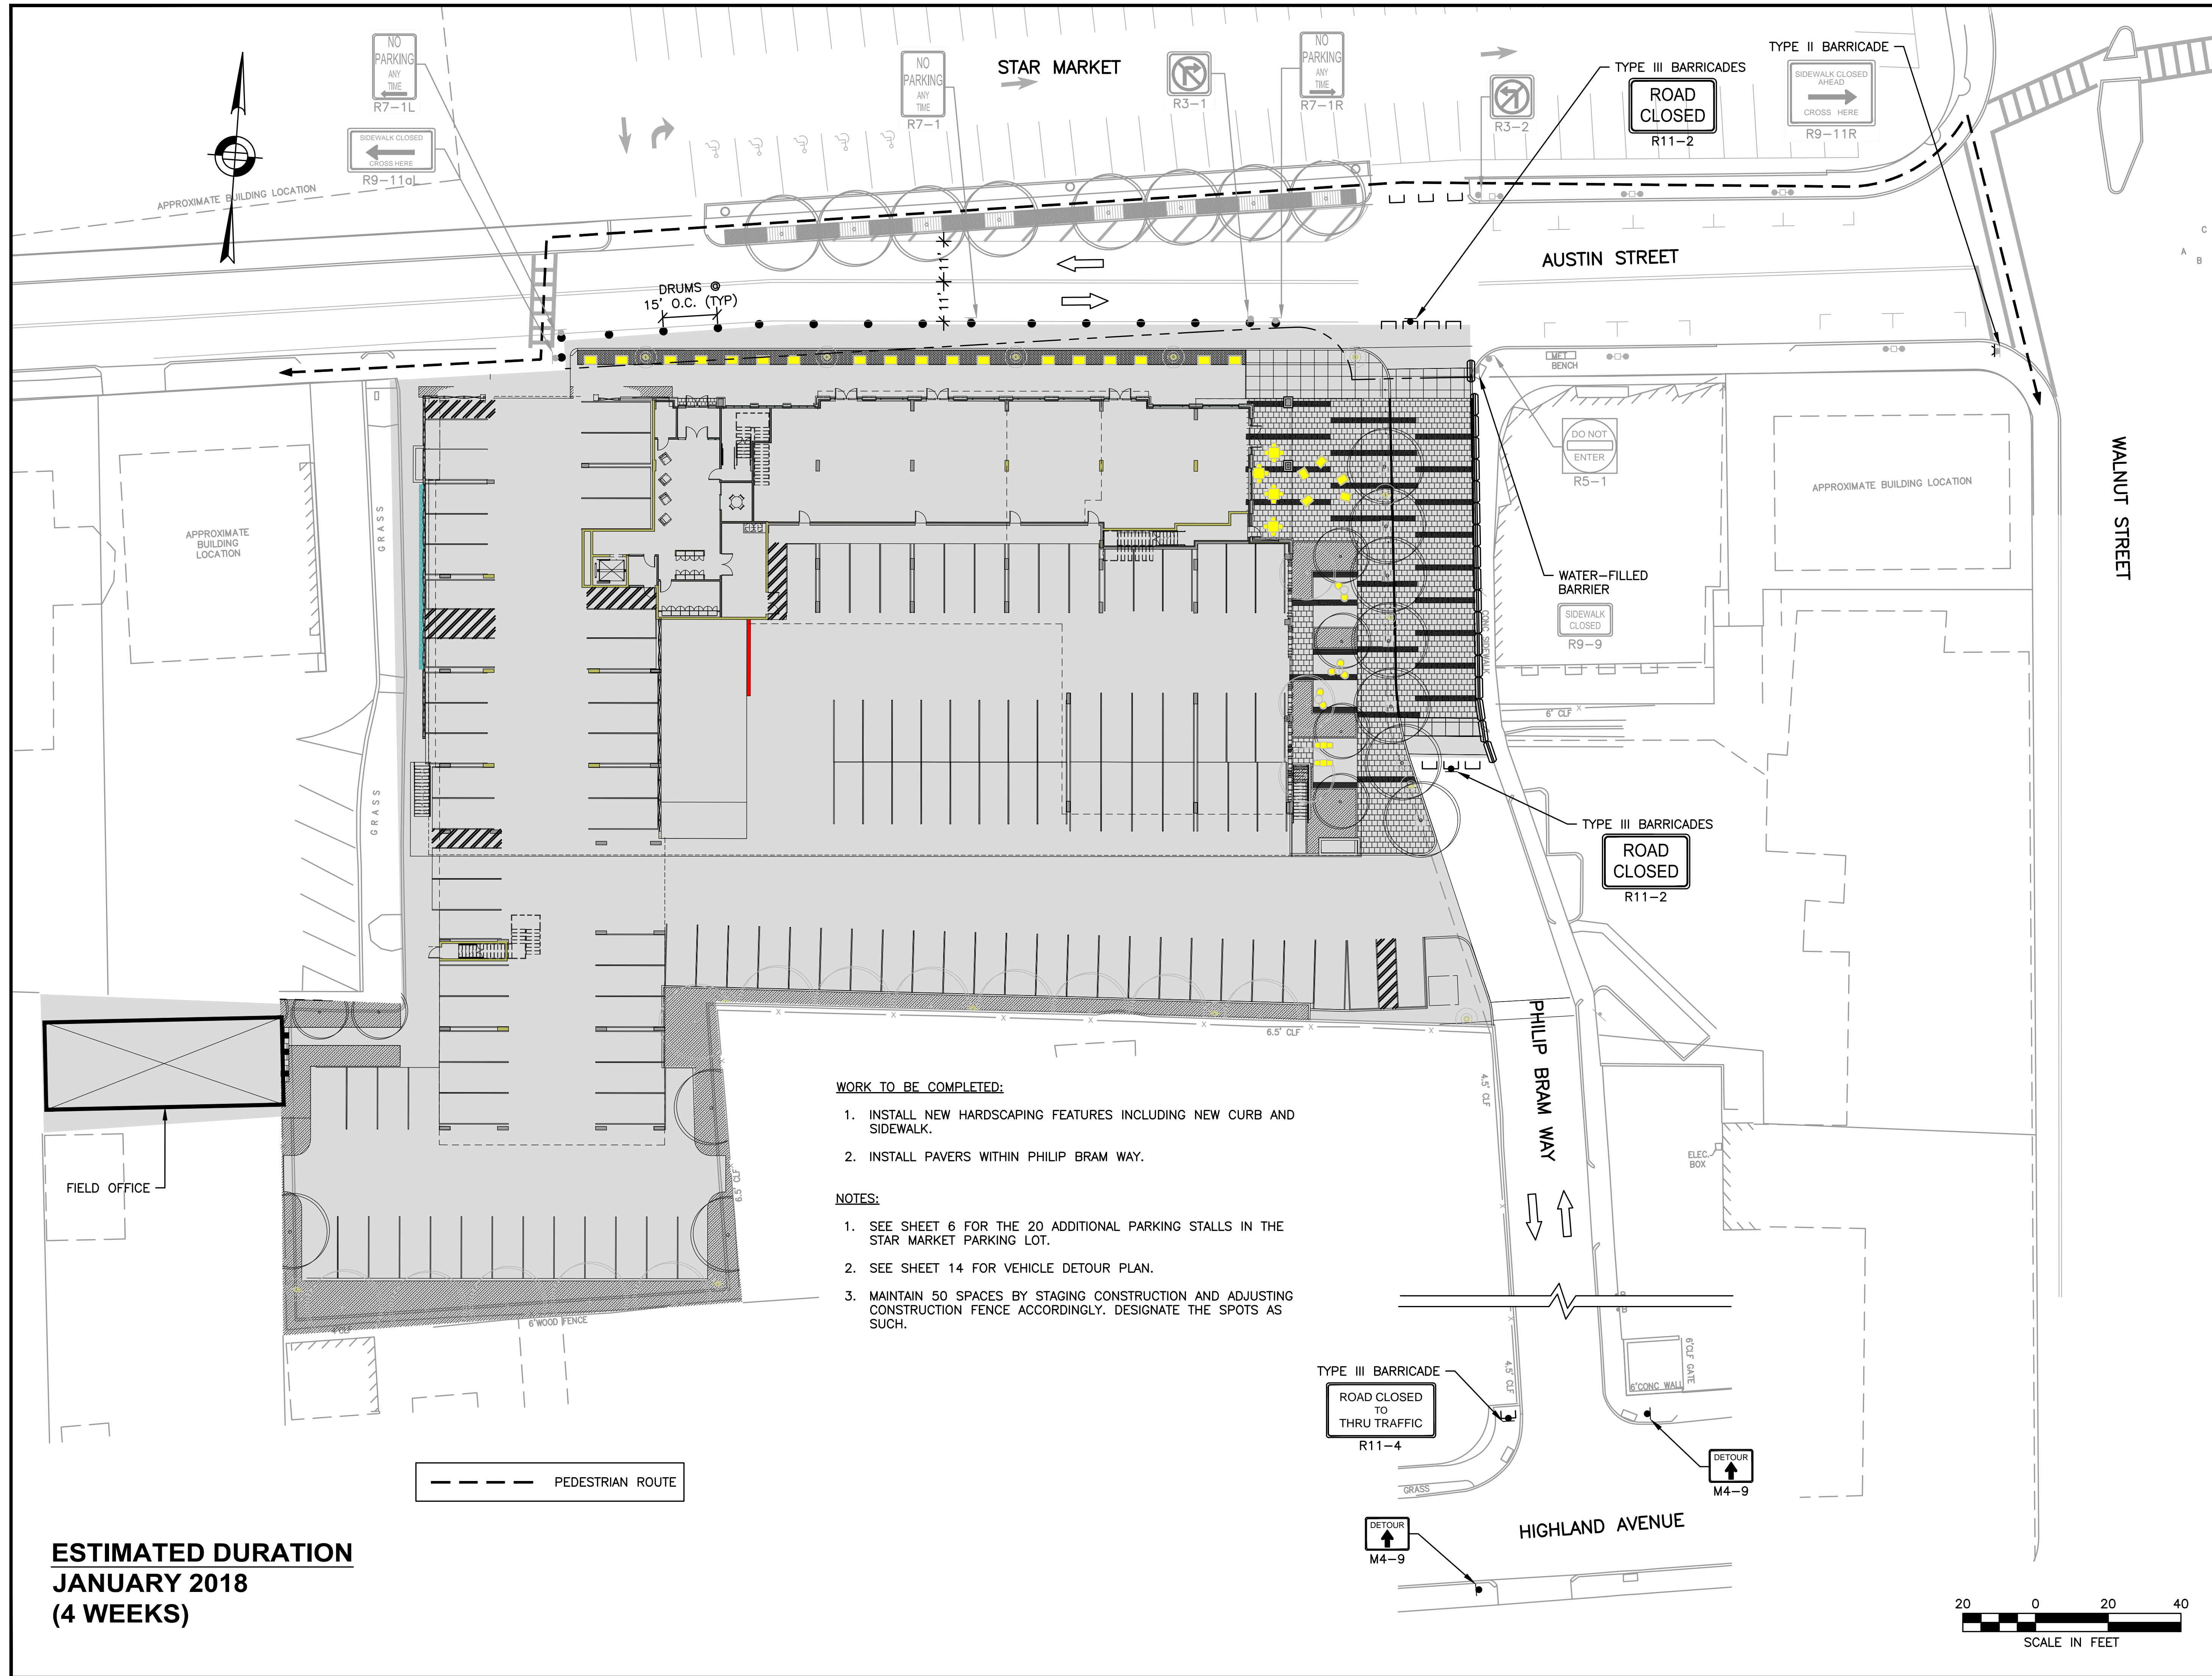 NO
PARKING
ANY
TIME
R7-1L
SIDEWALK CLOSED
CROSS HERE
R9-11aL
APPROXIMATE BUILDING LOCATION
NO
PARKING
ANY
TIME
R7-1
STAR MARKET
R3-1
NO
PARKING
ANY
TIME
R7-1R
R3-2
TYPE III BARRICADES
ROAD
CLOSED
R11-2
TYPE II BARRICADE
SIDEWALK CLOSED
AHEAD
CROSS HERE
R9-11R
C
A
B
AUSTIN STREET
11'
11'
DRUMS @
15' O.C. (TYP)
MET
BENCH
DO NOT
ENTER
R5-1
APPROXIMATE BUILDING LOCATION
WALNUT STREET
APPROXIMATE
BUILDING
LOCATION
GRASS
GRASS
WATER-FILLED
BARRIER
SIDEWALK
CLOSED
R9-9
CONC SIDEWALK
6' CLF
TYPE III BARRICADES
ROAD
CLOSED
R11-2
PHILIP BRAM WAY
6.5' CLF
4.5' CLF
6.5' CLF
FIELD OFFICE
ELEC.
BOX
WORK TO BE COMPLETED:
1. INSTALL NEW HARDSCAPING FEATURES INCLUDING NEW CURB AND
SIDEWALK.
2. INSTALL PAVERS WITHIN PHILIP BRAM WAY.
NOTES:
1. SEE SHEET 6 FOR THE 20 ADDITIONAL PARKING STALLS IN THE
STAR MARKET PARKING LOT.
2. SEE SHEET 14 FOR VEHICLE DETOUR PLAN.
3. MAINTAIN 50 SPACES BY STAGING CONSTRUCTION AND ADJUSTING
CONSTRUCTION FENCE ACCORDINGLY. DESIGNATE THE SPOTS AS
SUCH.
4' CLF
6'WOOD FENCE
4.5' CLF
6'CLF GATE
6'CONC WALL
TYPE III BARRICADE
ROAD CLOSED
TO
THRU TRAFFIC
R11-4
GRASS
DETOUR
M4-9
DETOUR
M4-9
HIGHLAND AVENUE
PEDESTRIAN ROUTE
ESTIMATED DURATION
JANUARY 2018
(4 WEEKS)
20 0 20 40
SCALE IN FEET